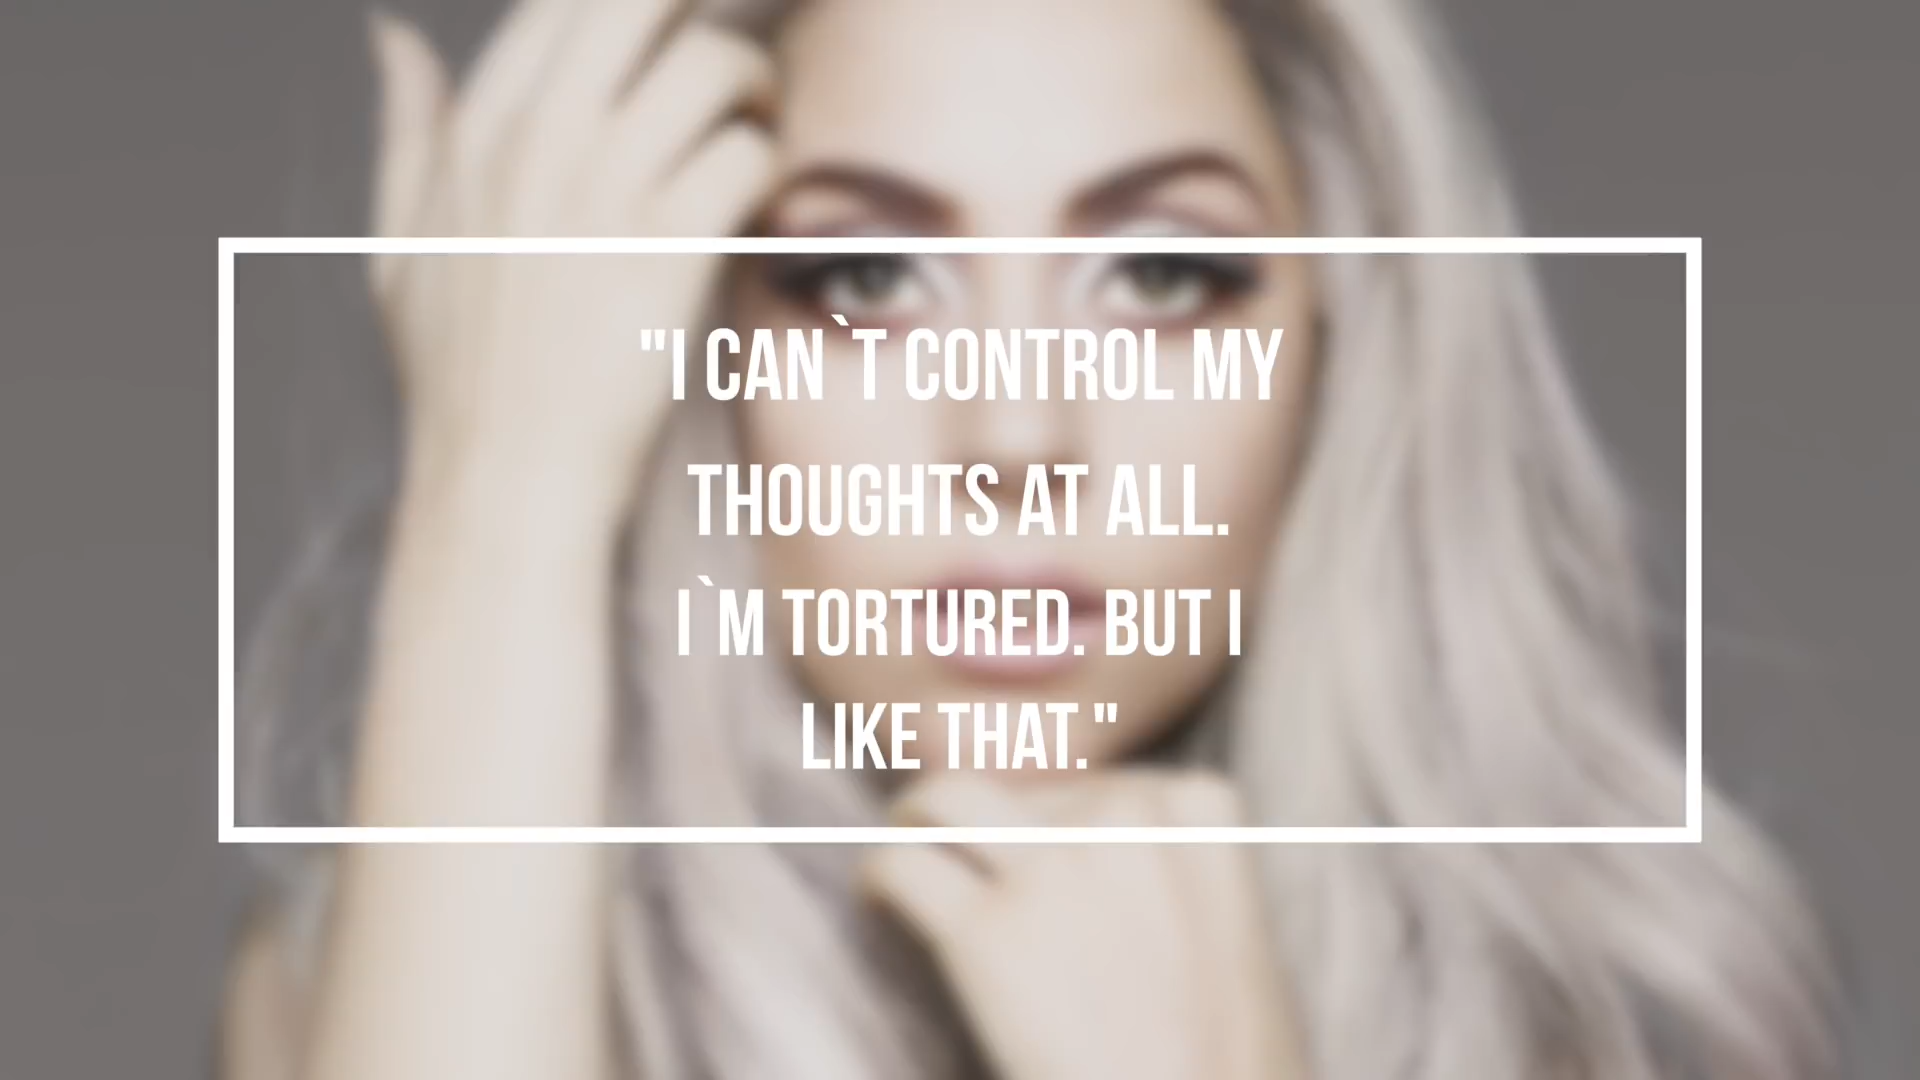 "I CAN`T CONTROL MY
THOUGHTS AT ALL.
I`M TORTURED. BUT I
LIKE THAT."